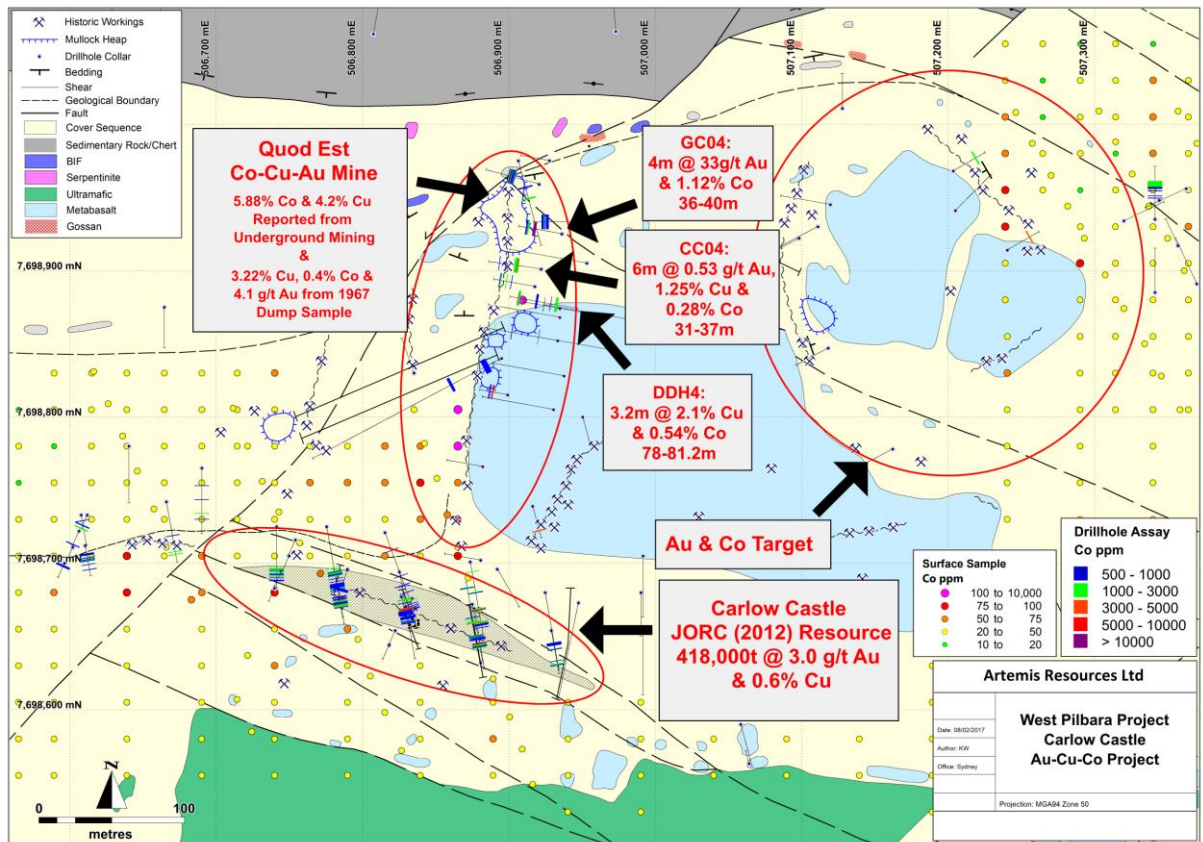 Historic Workings
Mullock Heap
Drillhole Collar
Bedding
Shear
Geological Boundary
Fault
Cover Sequence
Sedimentary Rock/Chert
BIF
Serpentinite
Ultramafic
Metabasalt
Gossan
506,700 mE
506,800 mE
506,900 mE
507,000 mE
507,100 mE
507,200 mE
507,300 mE
7,698,900 mN
7,698,800 mN
7,698,700 mN
7,698,600 mN
Quod Est
Co-Cu-Au Mine
5.88% Co & 4.2% Cu
Reported from
Underground Mining
&
3.22% Cu, 0.4% Co &
4.1 g/t Au from 1967
Dump Sample
GC04:
4m @ 33g/t Au
& 1.12% Co
36-40m
CC04:
6m @ 0.53 g/t Au,
1.25% Cu &
0.28% Co
31-37m
DDH4:
3.2m @ 2.1% Cu
& 0.54% Co
78-81.2m
Au & Co Target
Carlow Castle
JORC (2012) Resource
418,000t @ 3.0 g/t Au
& 0.6% Cu
Surface Sample
Co ppm
100 to 10,000
75 to 100
50 to 75
20 to 50
10 to 20
Drillhole Assay
Co ppm
500 - 1000
1000 - 3000
3000 - 5000
5000 - 10000
> 10000
Z
0 100
metres
Artemis Resources Ltd
Date: 08/02/2017
Author: KW
Office: Sydney
West Pilbara Project
Carlow Castle
Au-Cu-Co Project
Projection: MGA94 Zone 50